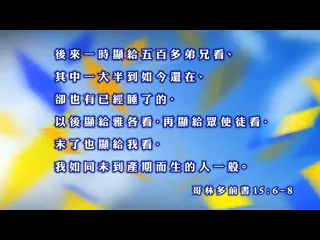 後來一時顯給五百多弟兄看、
其中一大半到如今還在、
卻也有已經睡了的。
以後顯給雅各看．再顯給眾使徒看．
末了也顯給我看．
我如同未到產期而生的人一般。
哥林多前書15：6-8